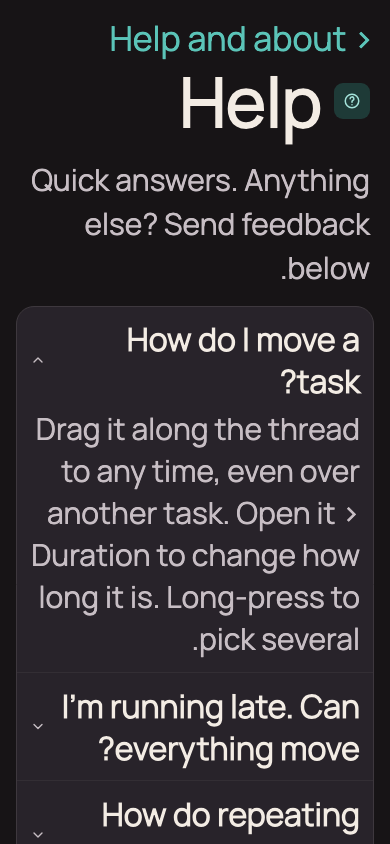 Help and about ›
Help
Quick answers. Anything
else? Send feedback
.below
How do I move a
?task
Drag it along the thread
to any time, even over
another task. Open it ›
Duration to change how
long it is. Long-press to
.pick several
I'm running late. Can
?everything move
How do repeating